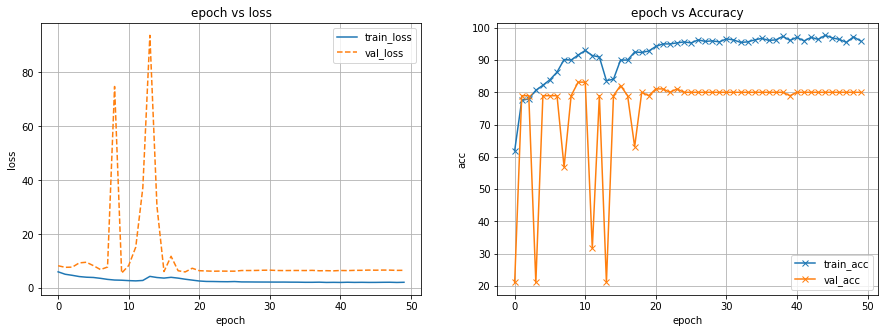 epoch vs loss
train_loss
val_loss
80
60
40
20
0
loss
0 10 20 30 40 50
epoch
epoch vs Accuracy
100
90
80
70
60
50
40
30
20
acc
train_acc
val_acc
0 10 20 30 40 50
epoch